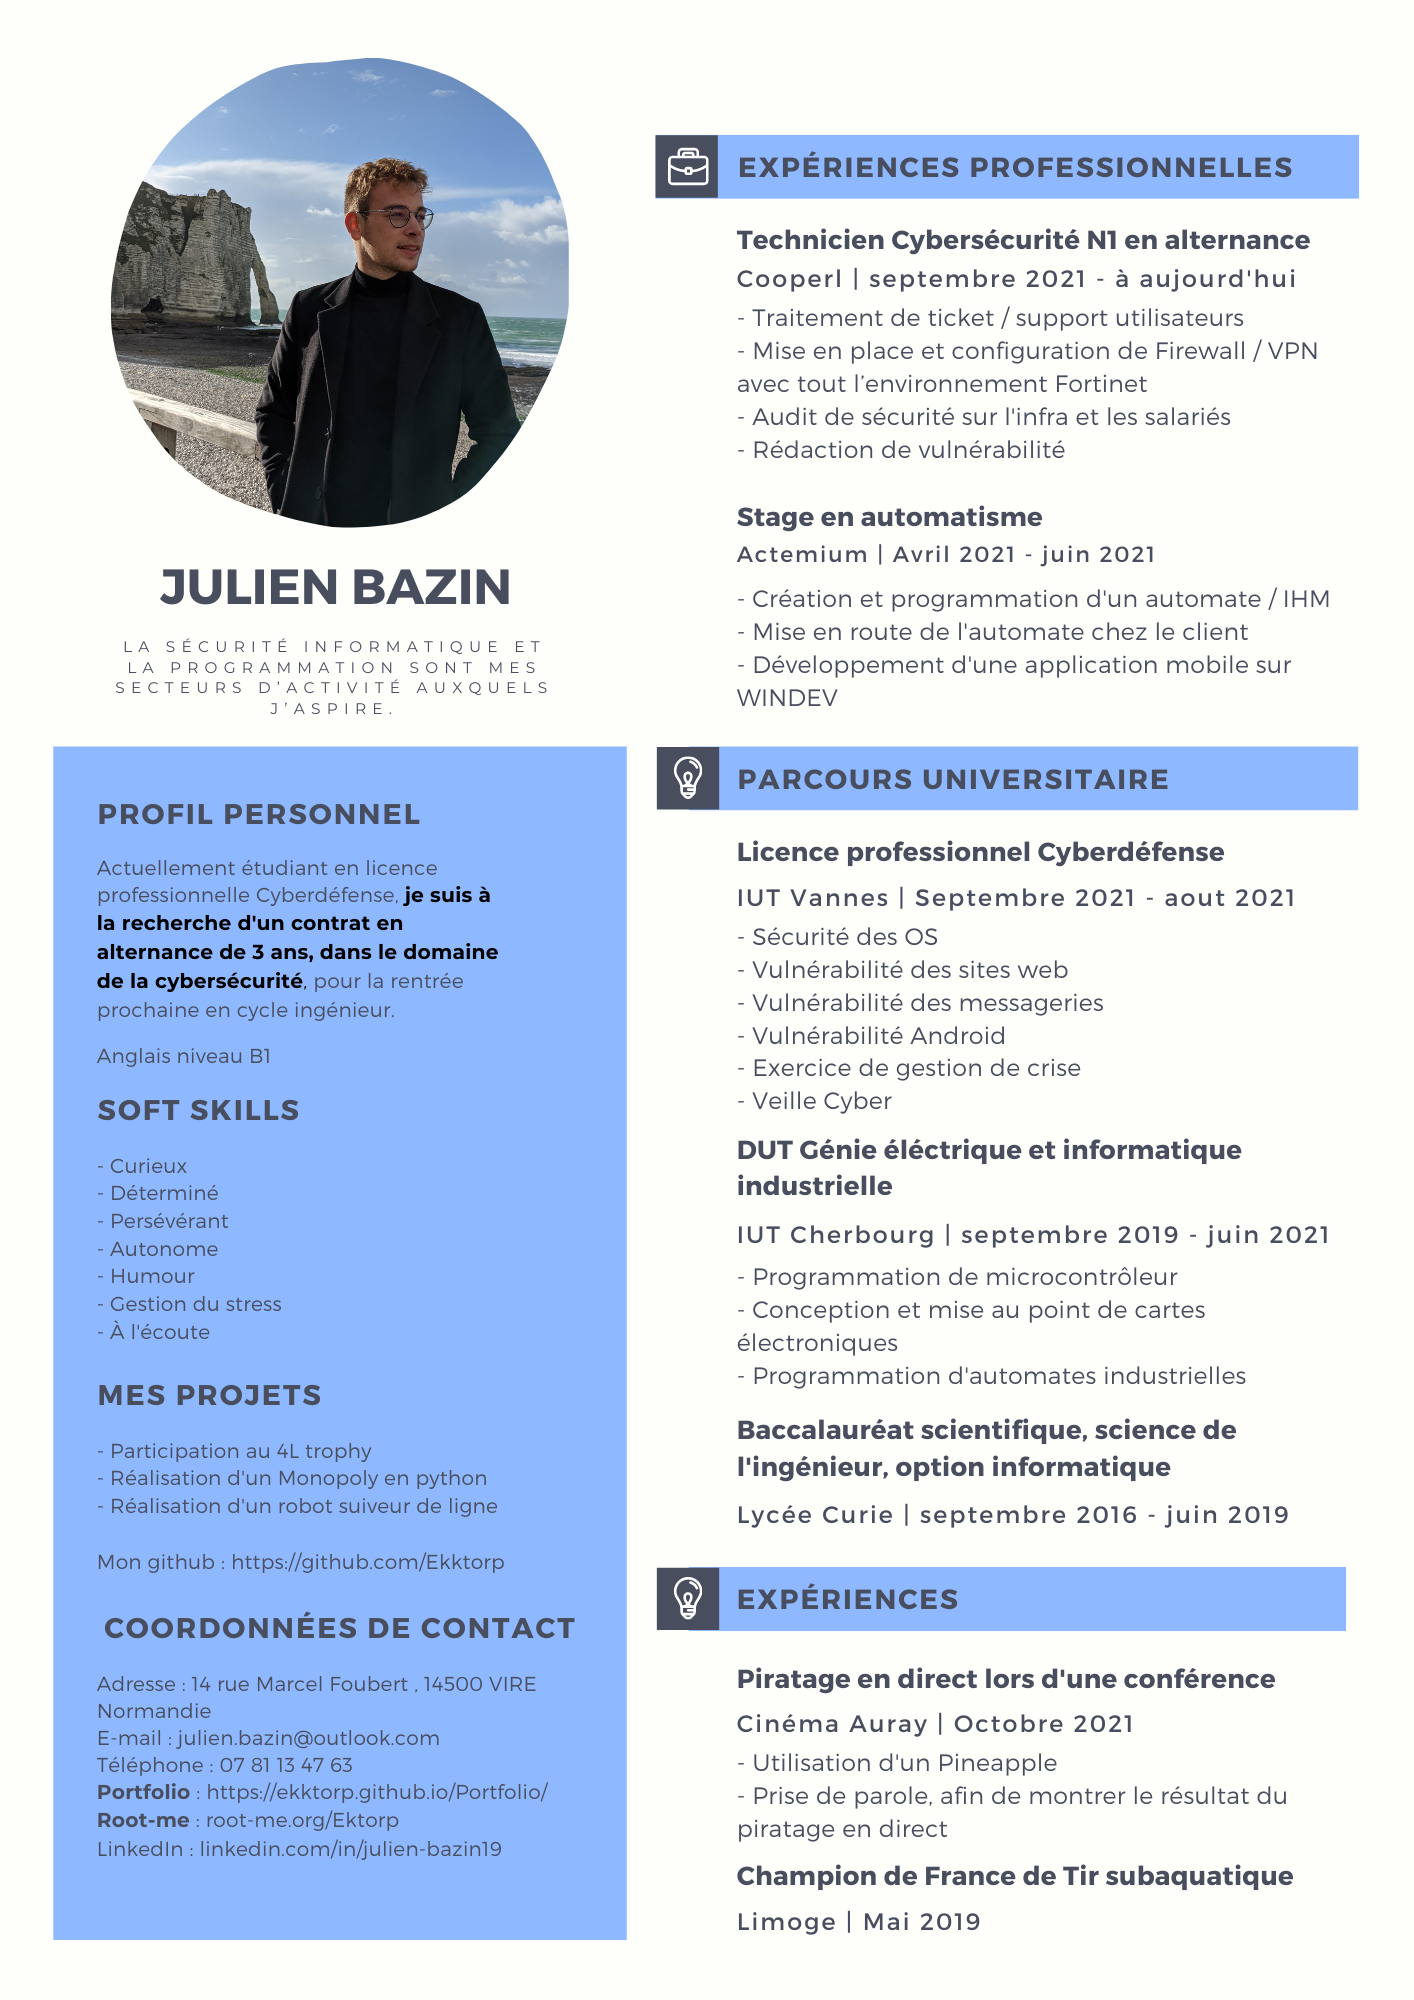 JULIEN BAZIN
LA SÉCURITÉ INFORMATIQUE ET
LA PROGRAMMATION SONT MES
SECTEURS D’ACTIVITÉ AUXQUELS
J’ASPIRE.
PROFIL PERSONNEL
Actuellement étudiant en licence
professionnelle Cyberdéfense, je suis à
la recherche d'un contrat en
alternance de 3 ans, dans le domaine
de la cybersécurité, pour la rentrée
prochaine en cycle ingénieur.
Anglais niveau B1
SOFT SKILLS
- Curieux
- Déterminé
- Persévérant
- Autonome
- Humour
- Gestion du stress
- À l'écoute
MES PROJETS
- Participation au 4L trophy
- Réalisation d'un Monopoly en python
- Réalisation d'un robot suiveur de ligne
Mon github : https://github.com/Ekktorp
COORDONNÉES DE CONTACT
Adresse : 14 rue Marcel Foubert , 14500 VIRE
Normandie
E-mail : julien.bazin@outlook.com
Téléphone : 07 81 13 47 63
Portfolio : https://ekktorp.github.io/Portfolio/
Root-me : root-me.org/Ektorp
LinkedIn : linkedin.com/in/julien-bazin19
EXPÉRIENCES PROFESSIONNELLES
Technicien Cybersécurité N1 en alternance
Cooperl | septembre 2021 - à aujourd'hui
- Traitement de ticket / support utilisateurs
- Mise en place et configuration de Firewall / VPN
avec tout l’environnement Fortinet
- Audit de sécurité sur l'infra et les salariés
- Rédaction de vulnérabilité
Stage en automatisme
Actemium | Avril 2021 - juin 2021
- Création et programmation d'un automate / IHM
- Mise en route de l'automate chez le client
- Développement d'une application mobile sur
WINDEV
PARCOURS UNIVERSITAIRE
Licence professionnel Cyberdéfense
IUT Vannes | Septembre 2021 - aout 2021
- Sécurité des OS
- Vulnérabilité des sites web
- Vulnérabilité des messageries
- Vulnérabilité Android
- Exercice de gestion de crise
- Veille Cyber
DUT Génie éléctrique et informatique
industrielle
IUT Cherbourg | septembre 2019 - juin 2021
- Programmation de microcontrôleur
- Conception et mise au point de cartes
électroniques
- Programmation d'automates industrielles
Baccalauréat scientifique, science de
l'ingénieur, option informatique
Lycée Curie | septembre 2016 - juin 2019
EXPÉRIENCES
Piratage en direct lors d'une conférence
Cinéma Auray | Octobre 2021
- Utilisation d'un Pineapple
- Prise de parole, afin de montrer le résultat du
piratage en direct
Champion de France de Tir subaquatique
Limoge | Mai 2019